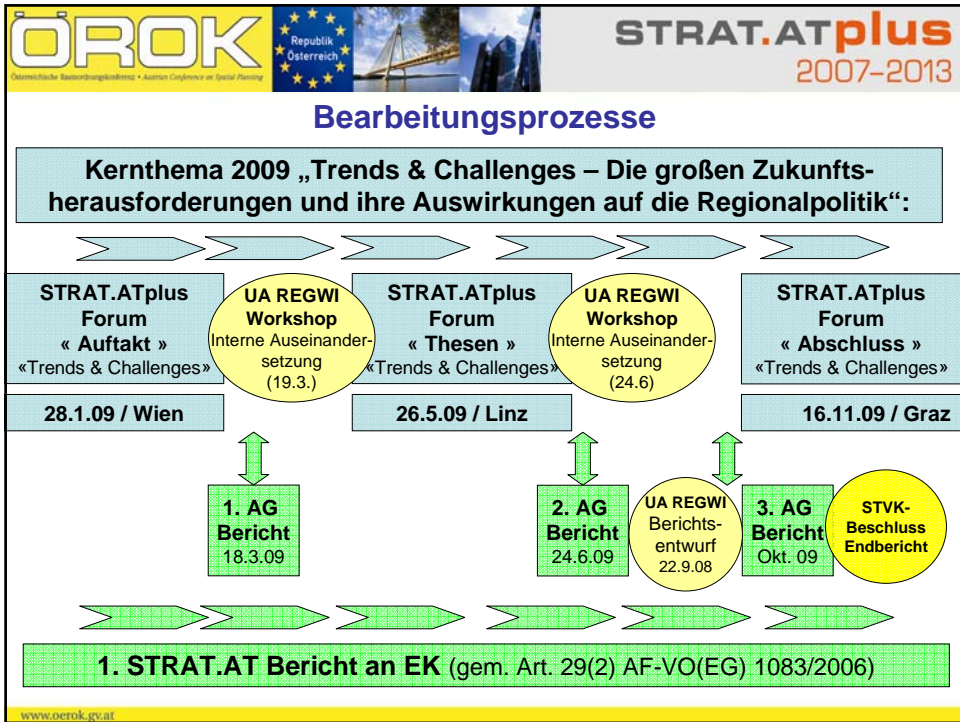 ÖROK
Österreichische Raumordnungskonferenz • Austrian Conference on Spatial Planning
Republik
Österreich
STRAT.ATplus
2007–2013
Bearbeitungsprozesse
Kernthema 2009 „Trends & Challenges – Die großen Zukunfts-
herausforderungen und ihre Auswirkungen auf die Regionalpolitik“:
STRAT.ATplus
Forum
« Auftakt »
«Trends & Challenges»
28.1.09 / Wien
UA REGWI
Workshop
Interne Auseinander-
setzung
(19.3.)
STRAT.ATplus
Forum
« Thesen »
«Trends & Challenges»
26.5.09 / Linz
UA REGWI
Workshop
Interne Auseinander-
setzung
(24.6)
STRAT.ATplus
Forum
« Abschluss »
«Trends & Challenges»
16.11.09 / Graz
1. AG
Bericht
18.3.09
2. AG
Bericht
24.6.09
UA REGWI
Berichts-
entwurf
22.9.08
3. AG
Bericht
Okt. 09
STVK-
Beschluss
Endbericht
1. STRAT.AT Bericht an EK (gem. Art. 29(2) AF-VO(EG) 1083/2006)
www.oerok.gv.at